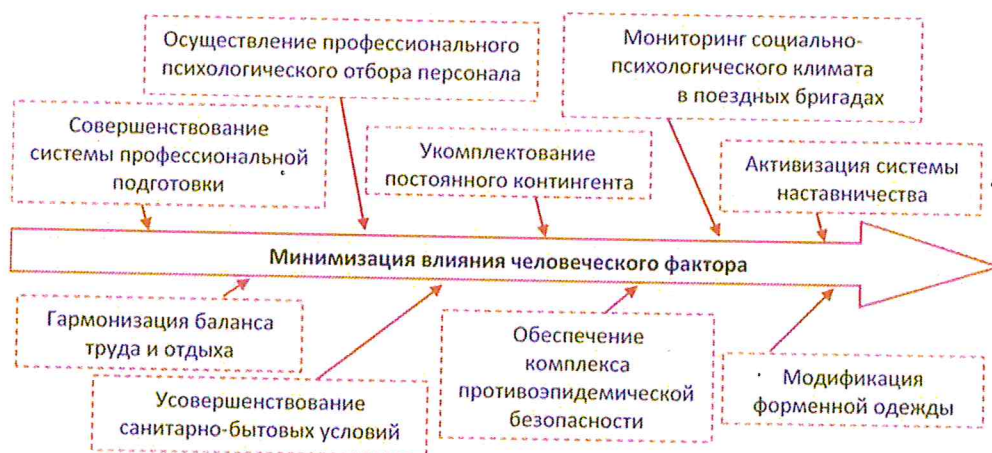 Осуществление профессионального
психологического отбора персонала
Мониторинг социально-
психологического климата
в поездных бригадах
Совершенствование
системы профессиональной
подготовки
Укомплектование
постоянного контингента
Активизация системы
наставничества
Минимизация влияния человеческого фактора
Гармонизация баланса
труда и отдыха
Усовершенствование
санитарно-бытовых условий
Обеспечение
комплекса
противоэпидемической
безопасности
Модификация
форменной одежды